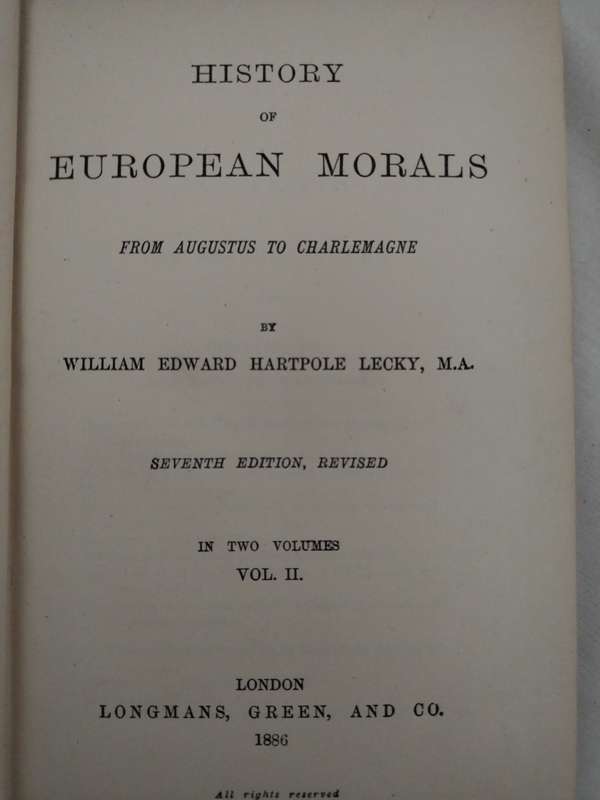 HISTORY
OF
EUROPEAN MORALS
FROM AUGUSTUS TO CHARLEMAGNE
BY
WILLIAM EDWARD HARTPOLE LECKY, M.A.
SEVENTH EDITION, REVISED
IN TWO VOLUMES
VOL. II.
LONDON
LONGMANS, GREEN, AND CO.
1886
All rights reserved